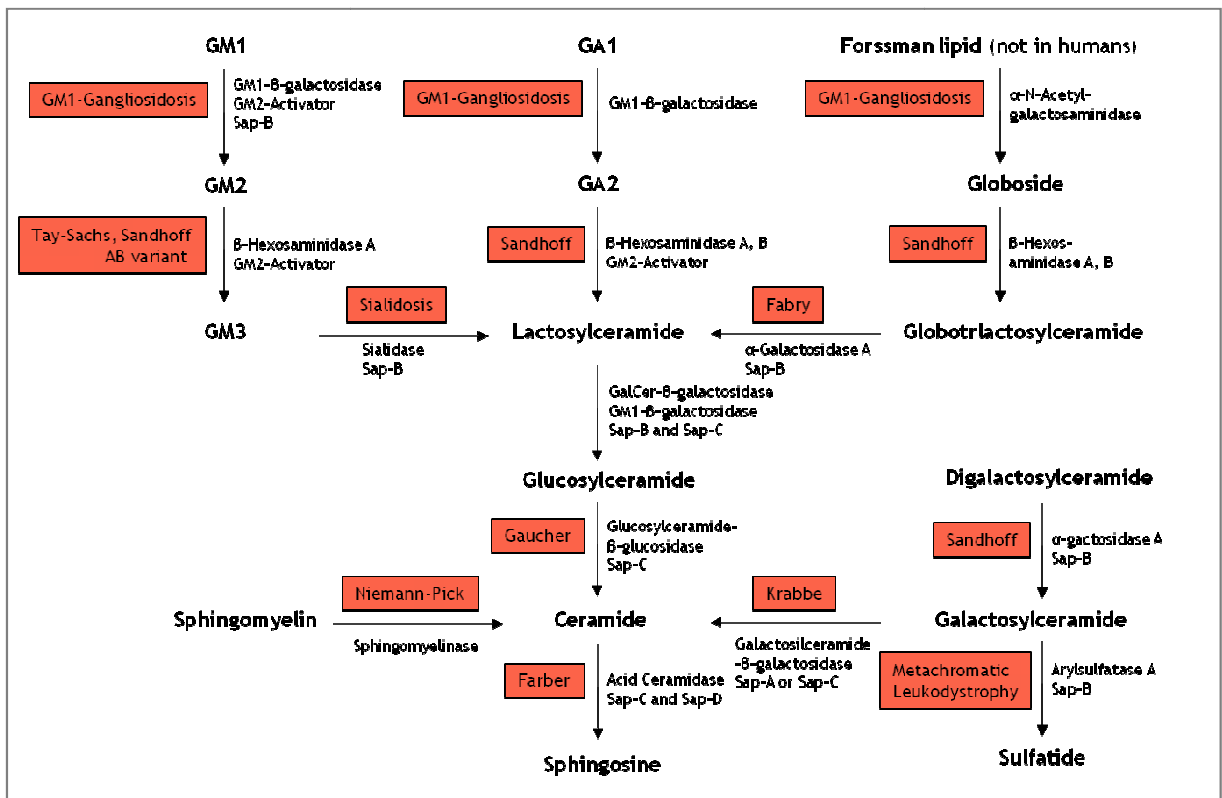 GM1
GA1
Forssman lipid (not in humans)
GM1-Gangliosidosis
GM1-β-galactosidase
GM2-Activator
Sap-B
GM1-Gangliosidosis
GM1-β-galactosidase
GM1-Gangliosidosis
α-N-Acetyl-
galactosaminidase
GM2
GA2
Globoside
Tay-Sachs, Sandhoff
AB variant
β-Hexosaminidase A
GM2-Activator
Sandhoff
β-Hexosaminidase A, B
GM2-Activator
Sandhoff
β-Hexos-
aminidase A, B
Sialidosis
Fabry
GM3
Lactosylceramide
Globotrlactosylceramide
Sialidase
Sap-B
α-Galactosidase A
Sap-B
GalCer-β-galactosidase
GM1-β-galactosidase
Sap-B and Sap-C
Glucosylceramide
Digalactosylceramide
Gaucher
Glucosylceramide-
β-glucosidase
Sap-C
Sandhoff
α-gactosidase A
Sap-B
Niemann-Pick
Krabbe
Sphingomyelin
Ceramide
Galactosylceramide
Sphingomyelinase
Galactosilceramide
-β-galactosidase
Sap-A or Sap-C
Farber
Acid Ceramidase
Sap-C and Sap-D
Metachromatic
Leukodystrophy
Arylsulfatase A
Sap-B
Sphingosine
Sulfatide